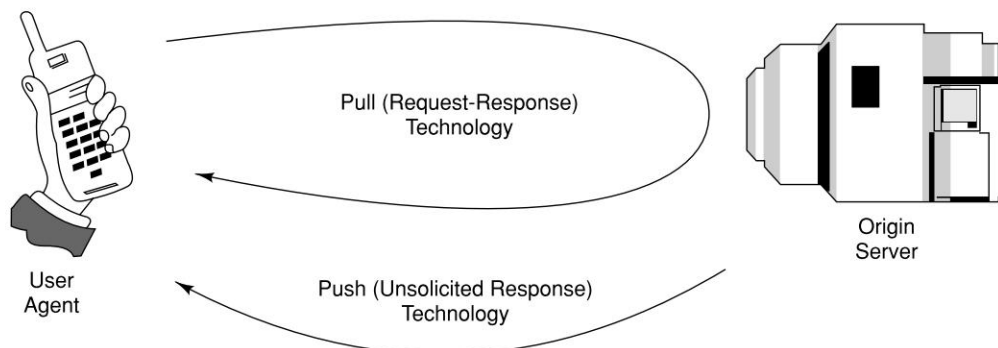 Pull (Request-Response)
Technology
Origin
Server
User
Agent
Push (Unsolicited Response)
Technology